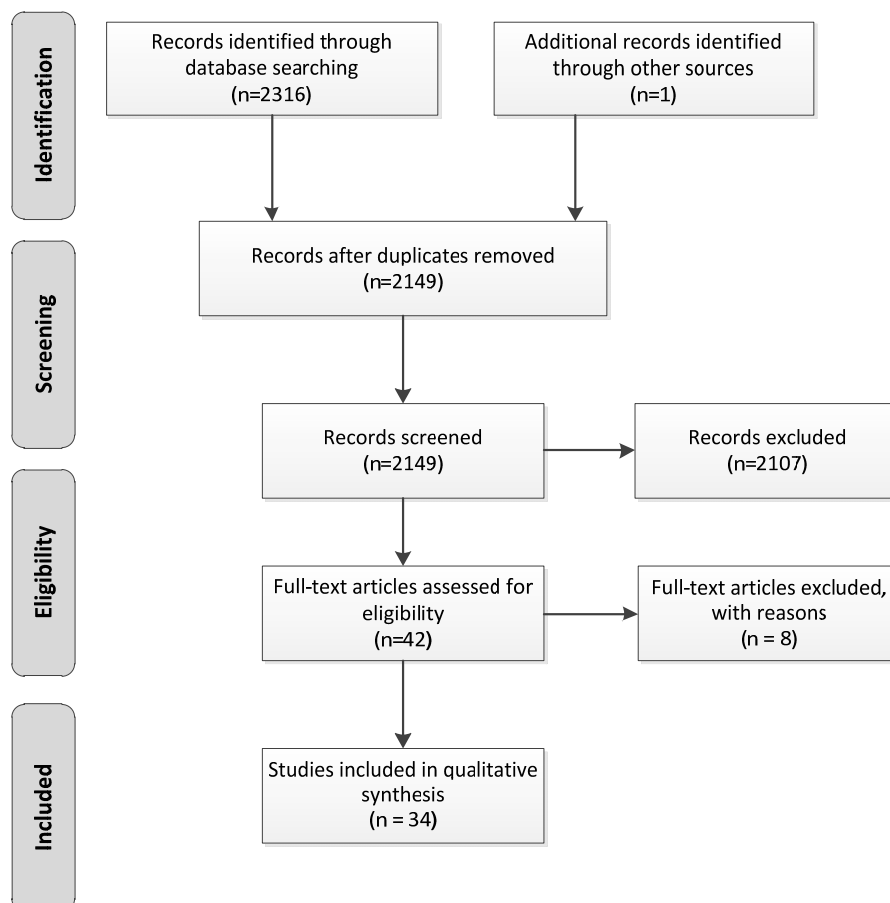 Identification
Records identified through
database searching
(n=2316)
Additional records identified
through other sources
(n=1)
Screening
Records after duplicates removed
(n=2149)
Records screened
(n=2149)
Records excluded
(n=2107)
Eligibility
Full-text articles assessed for
eligibility
(n=42)
Full-text articles excluded,
with reasons
(n = 8)
Included
Studies included in qualitative
synthesis
(n = 34)